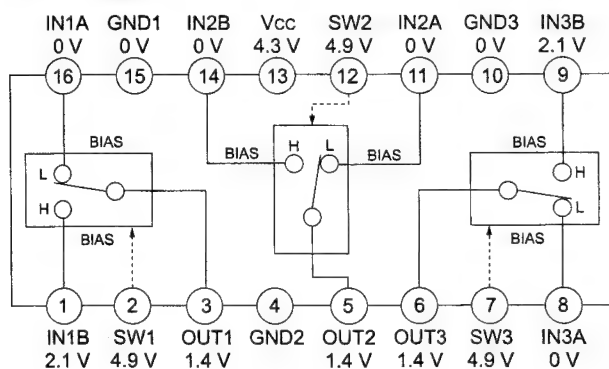 IN1A GND1 IN2B Vcc SW2 IN2A GND3 IN3B
0 V 0 V 0 V 4.3 V 4.9 V 0 V 0 V 2.1 V
16 15 14 13 12 11 10 9
BIAS H L BIAS BIAS BIAS
L H
H L
BIAS BIAS
1 2 3 4 5 6 7 8
IN1B SW1 OUT1 GND2 OUT2 OUT3 SW3 IN3A
2.1 V 4.9 V 1.4 V 1.4 V 1.4 V 4.9 V 0 V